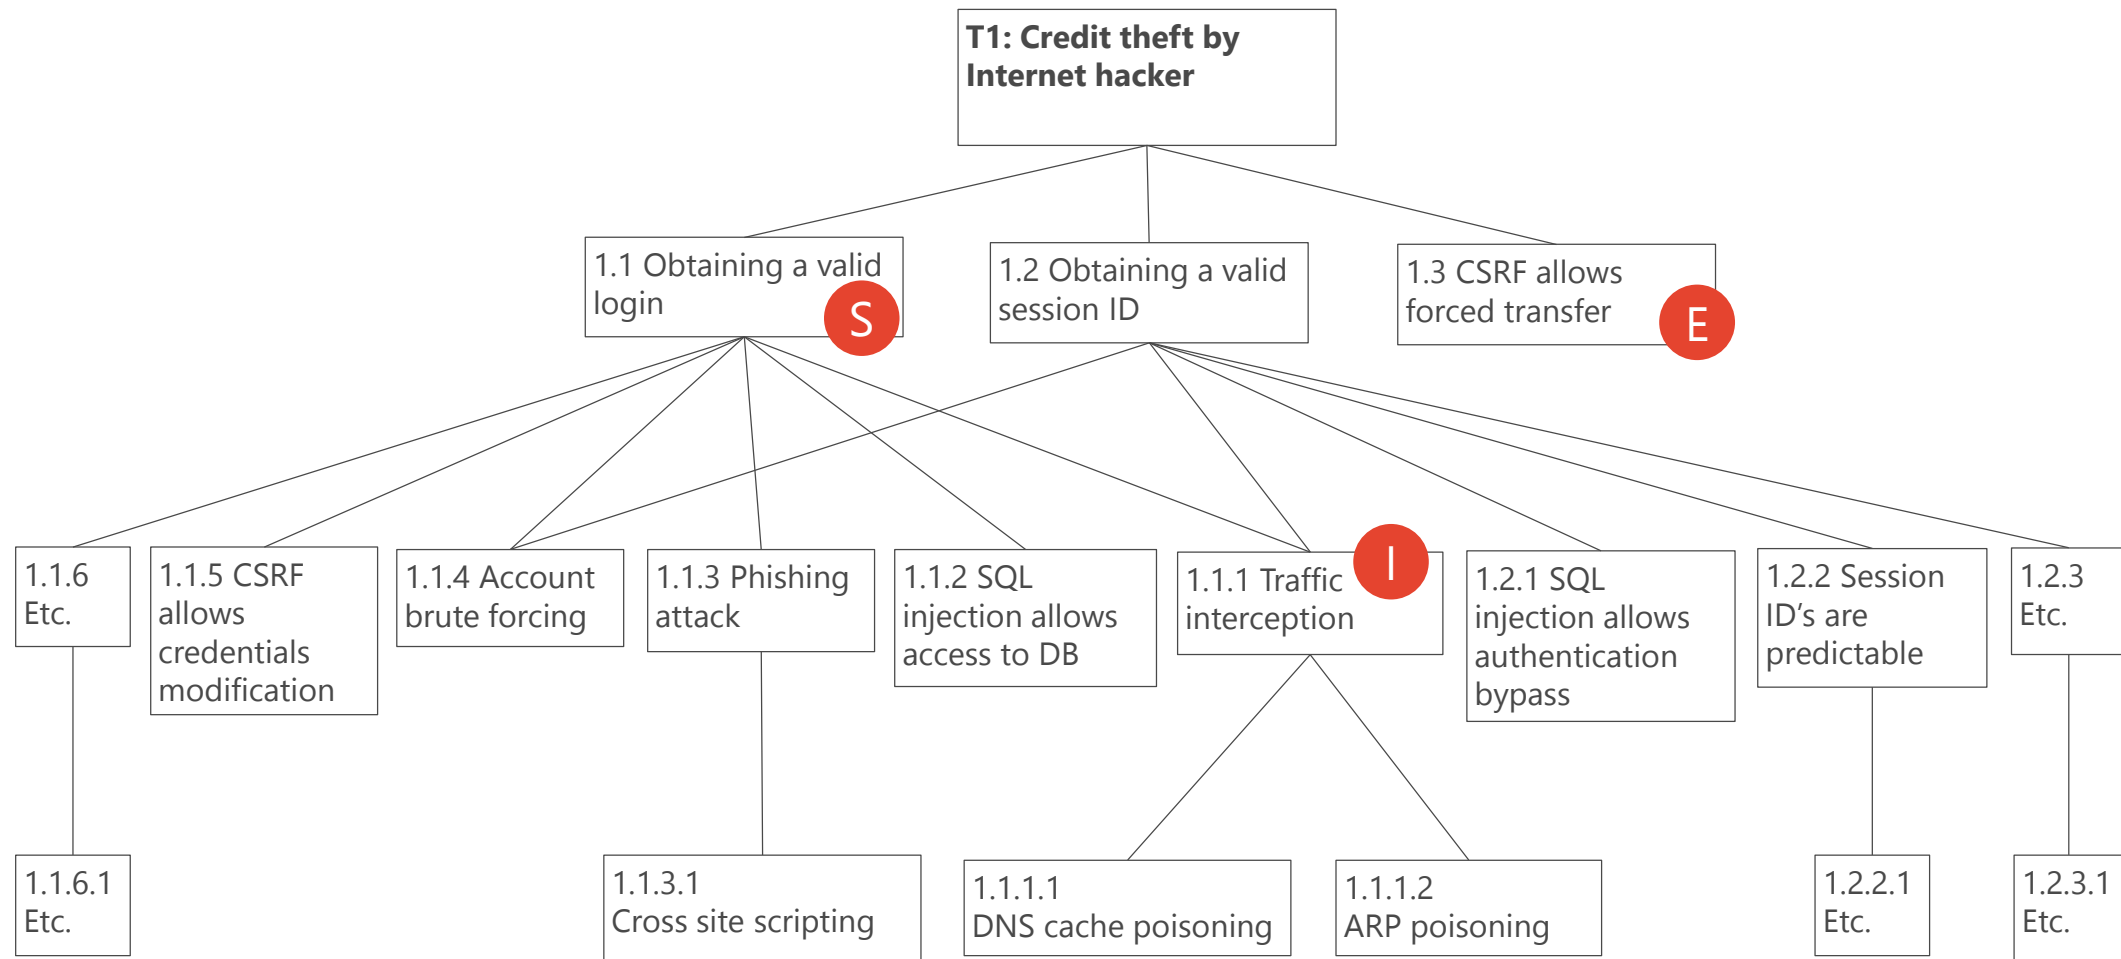 T1: Credit theft by
Internet hacker
1.1 Obtaining a valid
login
S
1.2 Obtaining a valid
session ID
1.3 CSRF allows
forced transfer
E
1.1.6
Etc.
1.1.5 CSRF
allows
credentials
modification
1.1.4 Account
brute forcing
1.1.3 Phishing
attack
1.1.2 SQL
injection allows
access to DB
I
1.1.1 Traffic
interception
1.2.1 SQL
injection allows
authentication
bypass
1.2.2 Session
ID’s are
predictable
1.2.3
Etc.
1.1.6.1
Etc.
1.1.3.1
Cross site scripting
1.1.1.1
DNS cache poisoning
1.1.1.2
ARP poisoning
1.2.2.1
Etc.
1.2.3.1
Etc.